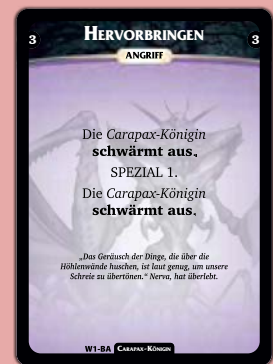 3 HERVORBRINGEN 3
ANGRIFF
Die Carapax-Königin
schwärmt aus.
SPEZIAL 1.
Die Carapax-Königin
schwärmt aus.
„Das Geräusch der Dinge, die über die
Höhlenwände huschen, ist laut genug, um unsere
Schreie zu übertönen.“ Nerva, hat überlebt.
W1-BA CARAPAX-KÖNIGIN